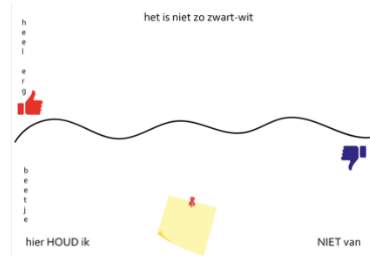 het is niet zo zwart-wit
heel erg
beetje
hier HOUD ik
NIET van